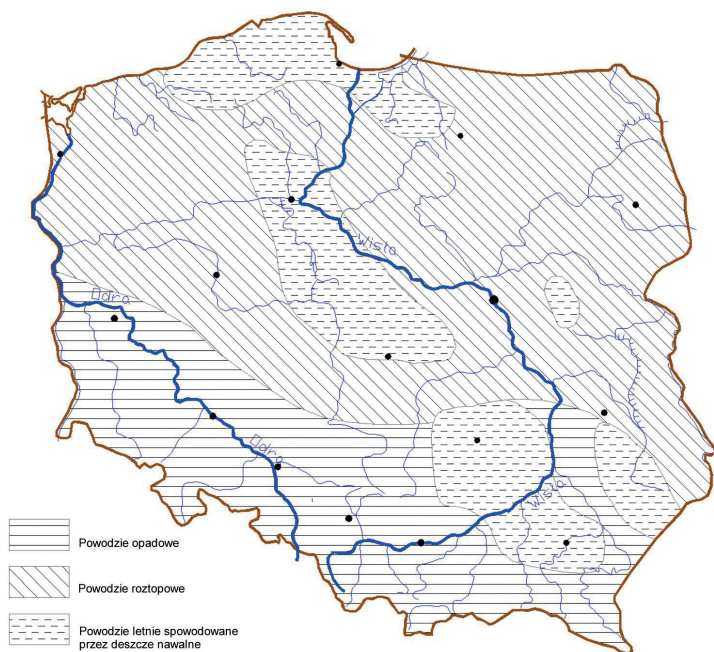 Wisła
Odra
Odra
Wisła
Powodzie opadowe
Powodzie roztopowe
Powodzie letnie spowodowane
przez deszcze nawalne